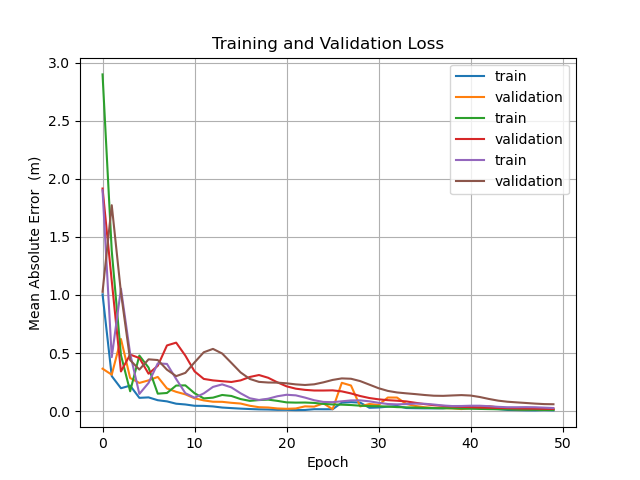 Training and Validation Loss
3.0
2.5
2.0
1.5
1.0
0.5
0.0
Mean Absolute Error (m)
train
validation
train
validation
train
validation
0 10 20 30 40 50
Epoch